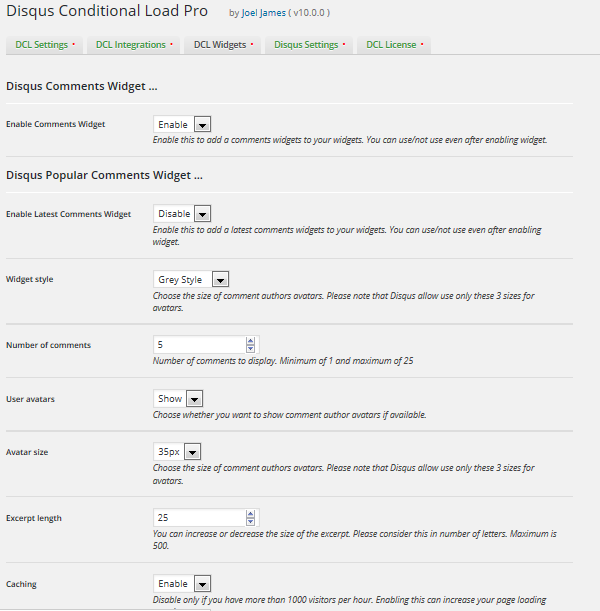 Disqus Conditional Load Pro by Joel James ( v10.0.0 )
DCL Settings • DCL Integrations • DCL Widgets • Disqus Settings • DCL License •
Disqus Comments Widget ...
Enable Comments Widget Enable
Enable this to add a comments widgets to your widgets. You can use/not use even after enabling widget.
Disqus Popular Comments Widget ...
Enable Latest Comments Widget Disable
Enable this to add a latest comments widgets to your widgets. You can use/not use even after enabling
widget.
Widget style Grey Style
Choose the size of comment authors avatars. Please note that Disqus allow use only these 3 sizes for
avatars.
Number of comments 5
Number of comments to display. Minimum of 1 and maximum of 25
User avatars Show
Choose whether you want to show comment author avatars if available.
Avatar size 35px
Choose the size of comment authors avatars. Please note that Disqus allow use only these 3 sizes for
avatars.
Excerpt length 25
You can increase or decrease the size of the excerpt. Please consider this in number of letters. Maximum is
500.
Caching Enable
Disable only if you have more than 1000 visitors per hour. Enabling this can increase your page loading